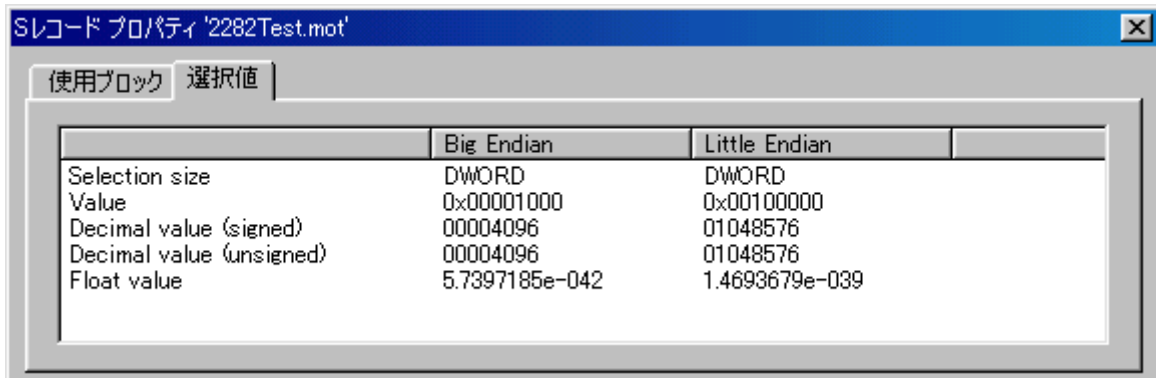 Sレコード プロパティ '2282Test.mot'
使用ブロック 選択値
Big Endian Little Endian
Selection size DWORD DWORD
Value 0x00001000 0x00100000
Decimal value (signed) 00004096 01048576
Decimal value (unsigned) 00004096 01048576
Float value 5.7397185e-042 1.4693679e-039